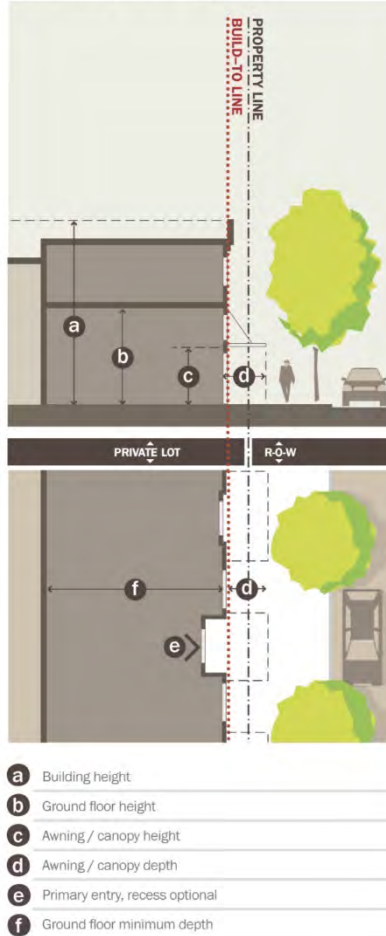 PROPERTY LINE
BUILD-TO LINE
a
b
c
d
PRIVATE LOT
R-O-W
f
d
e
a Building height
b Ground floor height
c Awning / canopy height
d Awning / canopy depth
e Primary entry, recess optional
f Ground floor minimum depth